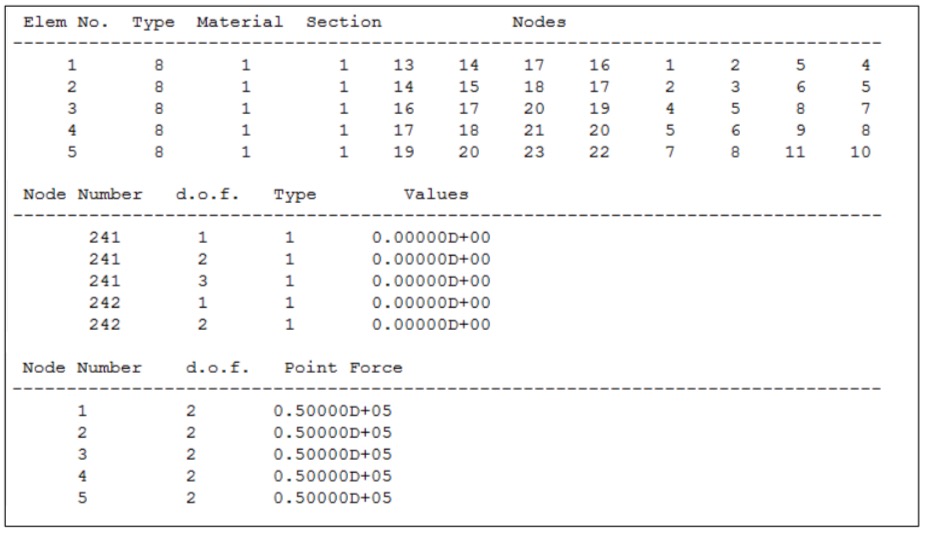 Elem No. Type Material Section Nodes
1 8 1 1 13 14 17 16 1 2 5 4
2 8 1 1 14 15 18 17 2 3 6 5
3 8 1 1 16 17 20 19 4 5 8 7
4 8 1 1 17 18 21 20 5 6 9 8
5 8 1 1 19 20 23 22 7 8 11 10
Node Number d.o.f. Type Values
241 1 1 0.00000D+00
241 2 1 0.00000D+00
241 3 1 0.00000D+00
242 1 1 0.00000D+00
242 2 1 0.00000D+00
Node Number d.o.f. Point Force
1 2 0.50000D+05
2 2 0.50000D+05
3 2 0.50000D+05
4 2 0.50000D+05
5 2 0.50000D+05